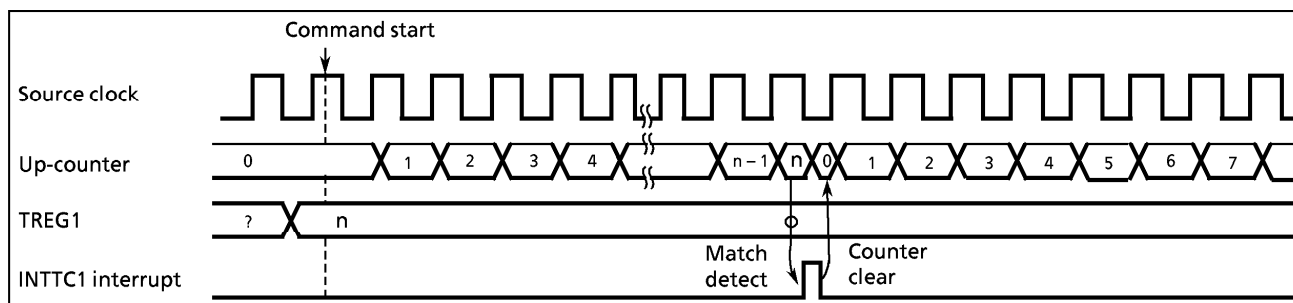 Command start
Source clock
Up-counter 0 1 2 3 4 n – 1 n 0 1 2 3 4 5 6 7
TREG1 ? n
Match detect
Counter clear
INTTC1 interrupt